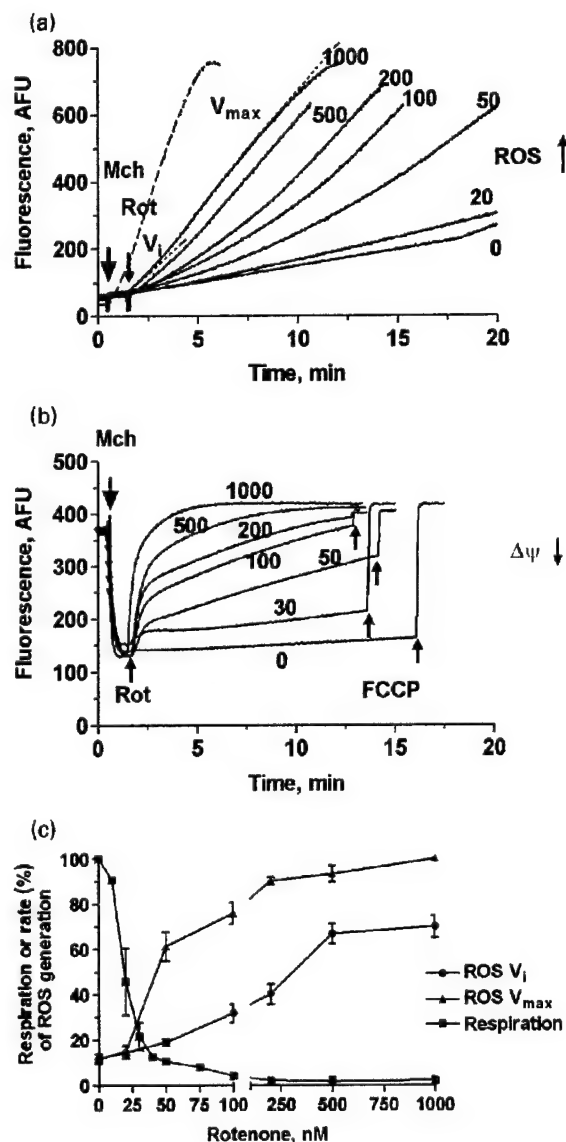 (a)
800
600
400
200
0
Fluorescence, AFU
Mch
Rot
Vi
Vmax
1000
500
200
100
50
20
0
ROS
0 5 10 15 20
Time, min
(b)
Mch
500
400
300
200
100
0
Fluorescence, AFU
1000
500
200
100
50
30
0
Rot
FCCP
Δψ
0 5 10 15 20
Time, min
(c)
100
80
60
40
20
0
Respiration or rate (%)
of ROS generation
ROS Vi
ROS Vmax
Respiration
0 25 50 75 100 250 500 750 1000
Rotenone, nM